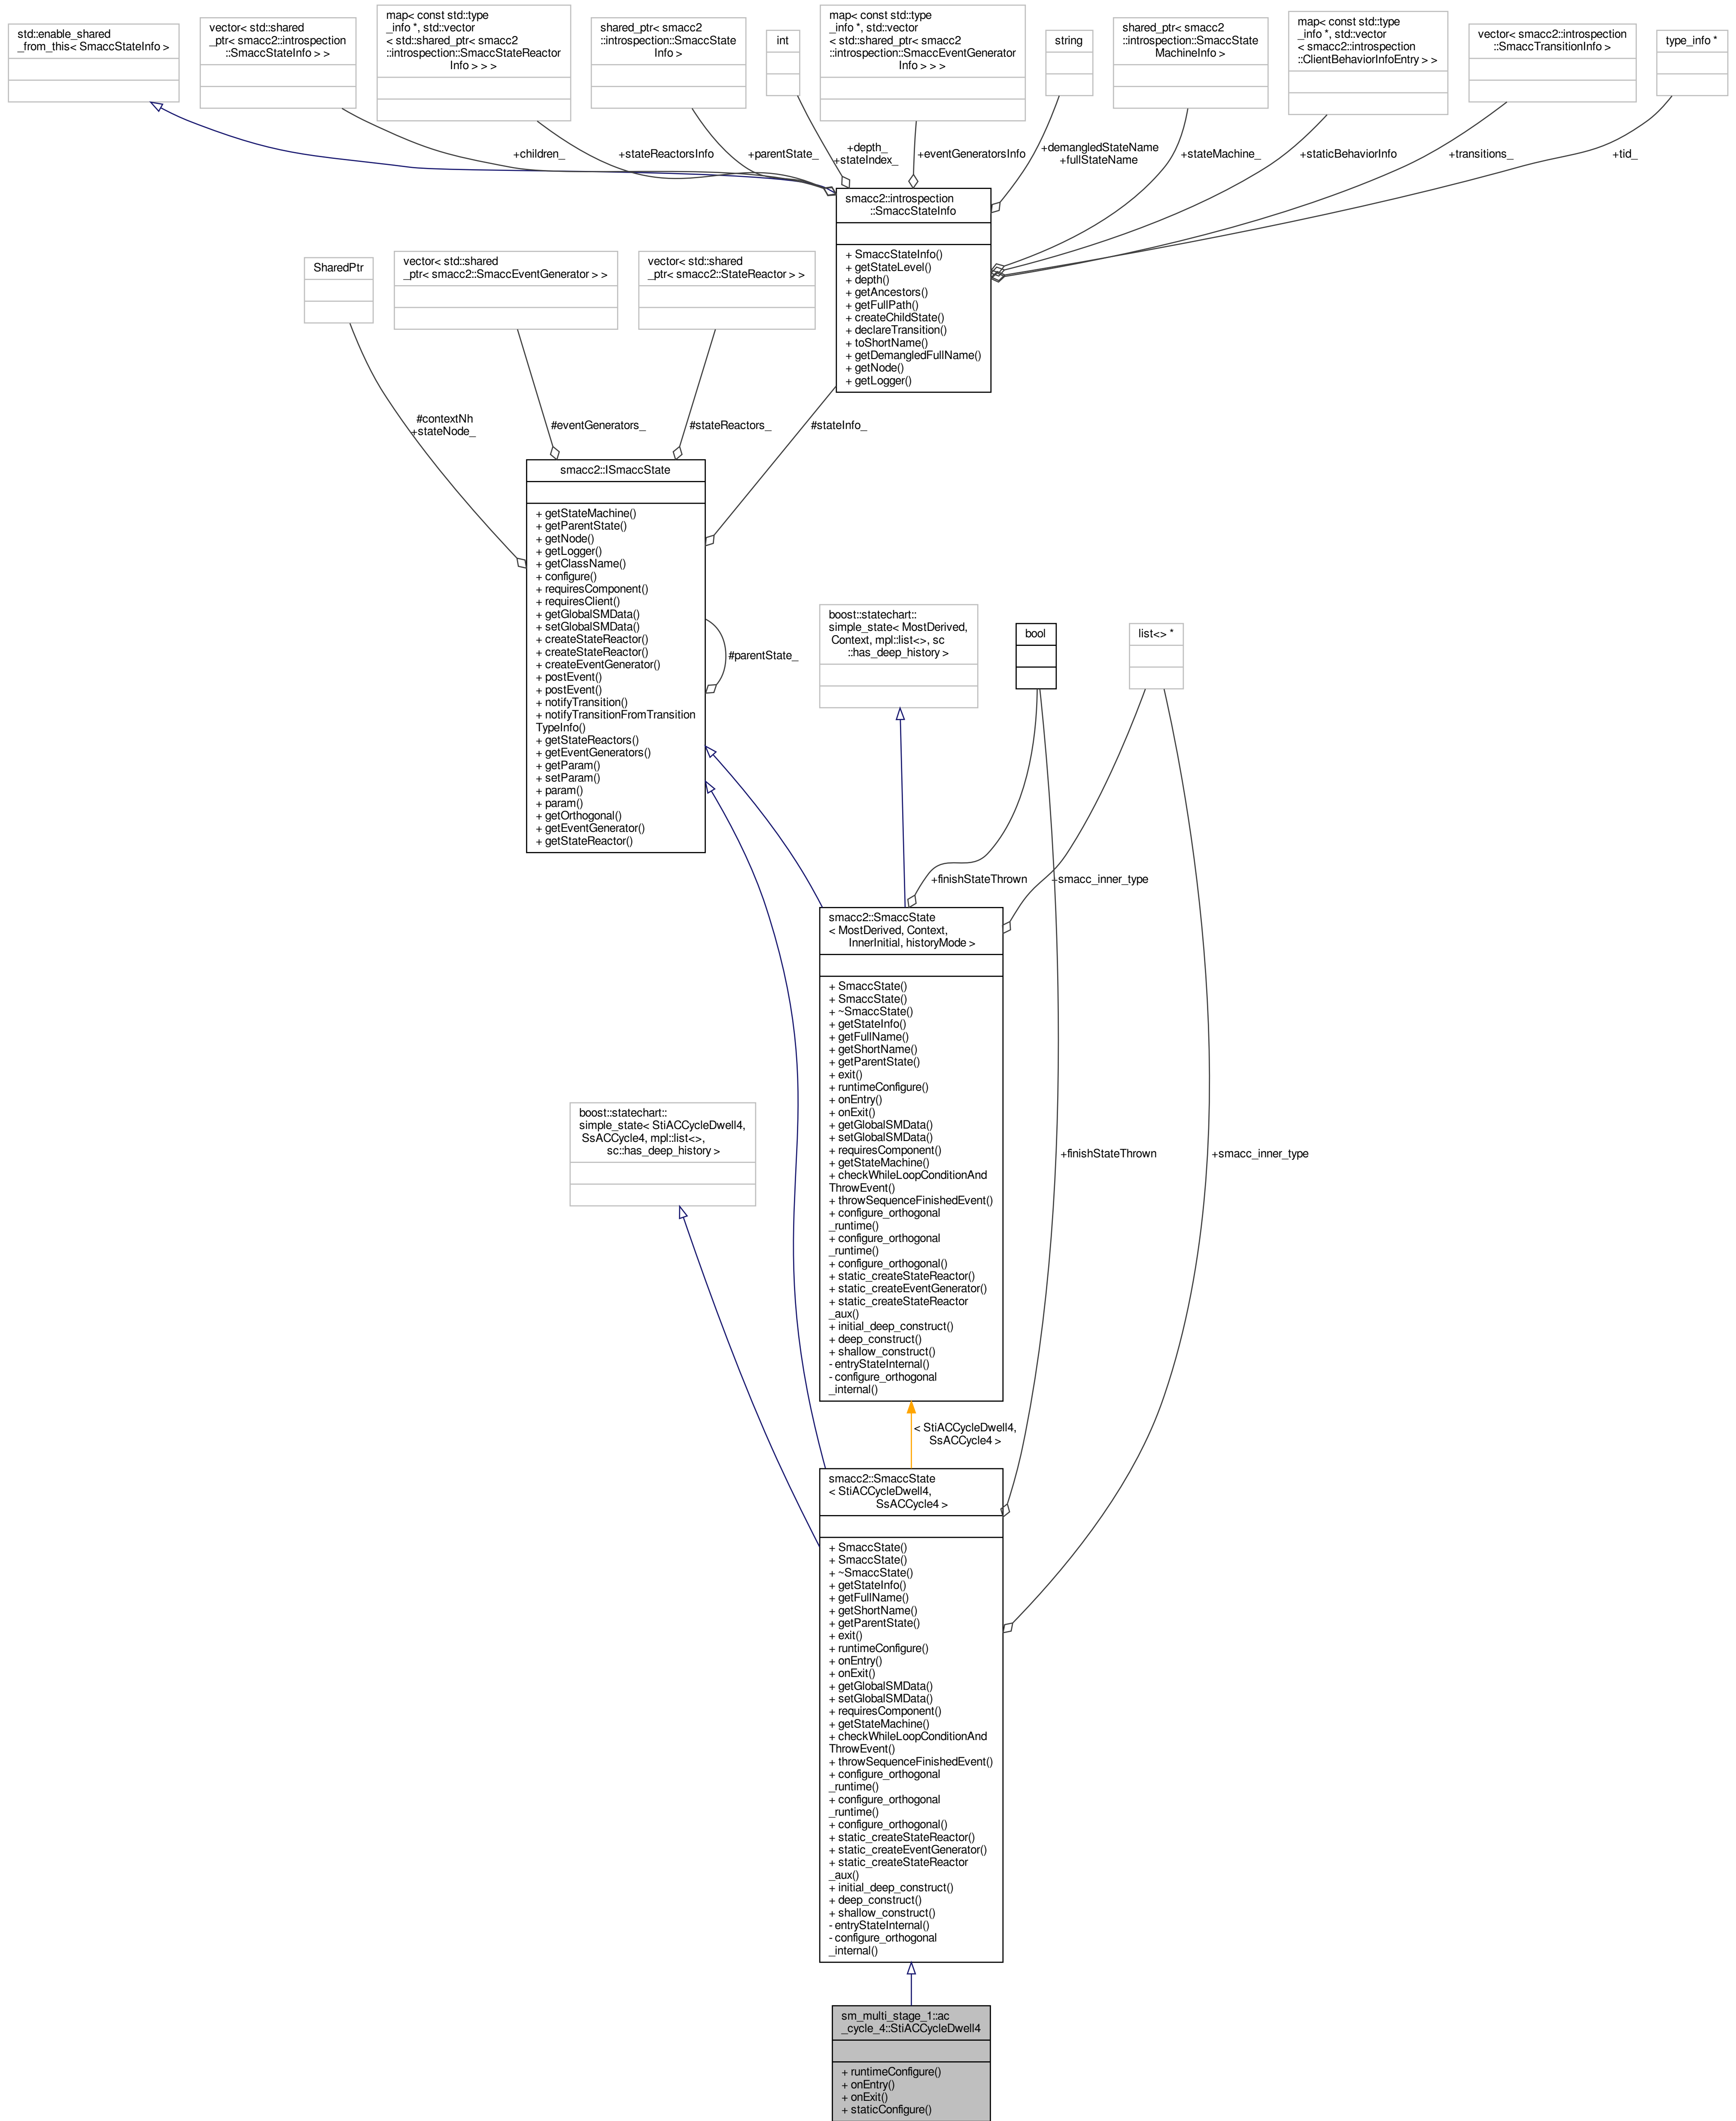 std::enable_shared
_from_this< SmaccStateInfo >
vector< std::shared
_ptr< smacc2::introspection
::SmaccStateInfo > >
map< const std::type
_info *, std::vector
< std::shared_ptr< smacc2
::introspection::SmaccStateReactor
Info > > >
shared_ptr< smacc2
::introspection::SmaccState
Info >
int
map< const std::type
_info *, std::vector
< std::shared_ptr< smacc2
::introspection::SmaccEventGenerator
Info > > >
string
shared_ptr< smacc2
::introspection::SmaccState
MachineInfo >
map< const std::type
_info *, std::vector
< smacc2::introspection
::ClientBehaviorInfoEntry > >
vector< smacc2::introspection
::SmaccTransitionInfo >
type_info *
+children_
+stateReactorsInfo
+parentState_
+depth_
+stateIndex_
+eventGeneratorsInfo
+demangledStateName
+fullStateName
+stateMachine_
+staticBehaviorInfo
+transitions_
+tid_
smacc2::introspection
::SmaccStateInfo
+ SmaccStateInfo()
+ getStateLevel()
+ depth()
+ getAncestors()
+ getFullPath()
+ createChildState()
+ declareTransition()
+ toShortName()
+ getDemangledFullName()
+ getNode()
+ getLogger()
SharedPtr
vector< std::shared
_ptr< smacc2::SmaccEventGenerator > >
vector< std::shared
_ptr< smacc2::StateReactor > >
#contextNh
+stateNode_
#eventGenerators_
#stateReactors_
#stateInfo_
smacc2::ISmaccState
+ getStateMachine()
+ getParentState()
+ getNode()
+ getLogger()
+ getClassName()
+ configure()
+ requiresComponent()
+ requiresClient()
+ getGlobalSMData()
+ setGlobalSMData()
+ createStateReactor()
+ createStateReactor()
+ createEventGenerator()
+ postEvent()
+ postEvent()
+ notifyTransition()
+ notifyTransitionFromTransition
TypeInfo()
+ getStateReactors()
+ getEventGenerators()
+ getParam()
+ setParam()
+ param()
+ param()
+ getOrthogonal()
+ getEventGenerator()
+ getStateReactor()
#parentState_
boost::statechart::
simple_state< MostDerived,
Context, mpl::list<>, sc
::has_deep_history >
bool
list<> *
+finishStateThrown
+smacc_inner_type
smacc2::SmaccState
< MostDerived, Context,
InnerInitial, historyMode >
+ SmaccState()
+ SmaccState()
+ ~SmaccState()
+ getStateInfo()
+ getFullName()
+ getShortName()
+ getParentState()
+ exit()
+ runtimeConfigure()
+ onEntry()
+ onExit()
+ getGlobalSMData()
+ setGlobalSMData()
+ requiresComponent()
+ getStateMachine()
+ checkWhileLoopConditionAnd
ThrowEvent()
+ throwSequenceFinishedEvent()
+ configure_orthogonal
_runtime()
+ configure_orthogonal
_runtime()
+ configure_orthogonal()
+ static_createStateReactor()
+ static_createEventGenerator()
+ static_createStateReactor
_aux()
+ initial_deep_construct()
+ deep_construct()
+ shallow_construct()
- entryStateInternal()
- configure_orthogonal
_internal()
boost::statechart::
simple_state< StiACCycleDwell4,
SsACCycle4, mpl::list<>,
sc::has_deep_history >
+finishStateThrown
+smacc_inner_type
< StiACCycleDwell4,
SsACCycle4 >
smacc2::SmaccState
< StiACCycleDwell4,
SsACCycle4 >
+ SmaccState()
+ SmaccState()
+ ~SmaccState()
+ getStateInfo()
+ getFullName()
+ getShortName()
+ getParentState()
+ exit()
+ runtimeConfigure()
+ onEntry()
+ onExit()
+ getGlobalSMData()
+ setGlobalSMData()
+ requiresComponent()
+ getStateMachine()
+ checkWhileLoopConditionAnd
ThrowEvent()
+ throwSequenceFinishedEvent()
+ configure_orthogonal
_runtime()
+ configure_orthogonal
_runtime()
+ configure_orthogonal()
+ static_createStateReactor()
+ static_createEventGenerator()
+ static_createStateReactor
_aux()
+ initial_deep_construct()
+ deep_construct()
+ shallow_construct()
- entryStateInternal()
- configure_orthogonal
_internal()
sm_multi_stage_1::ac
_cycle_4::StiACCycleDwell4
+ runtimeConfigure()
+ onEntry()
+ onExit()
+ staticConfigure()